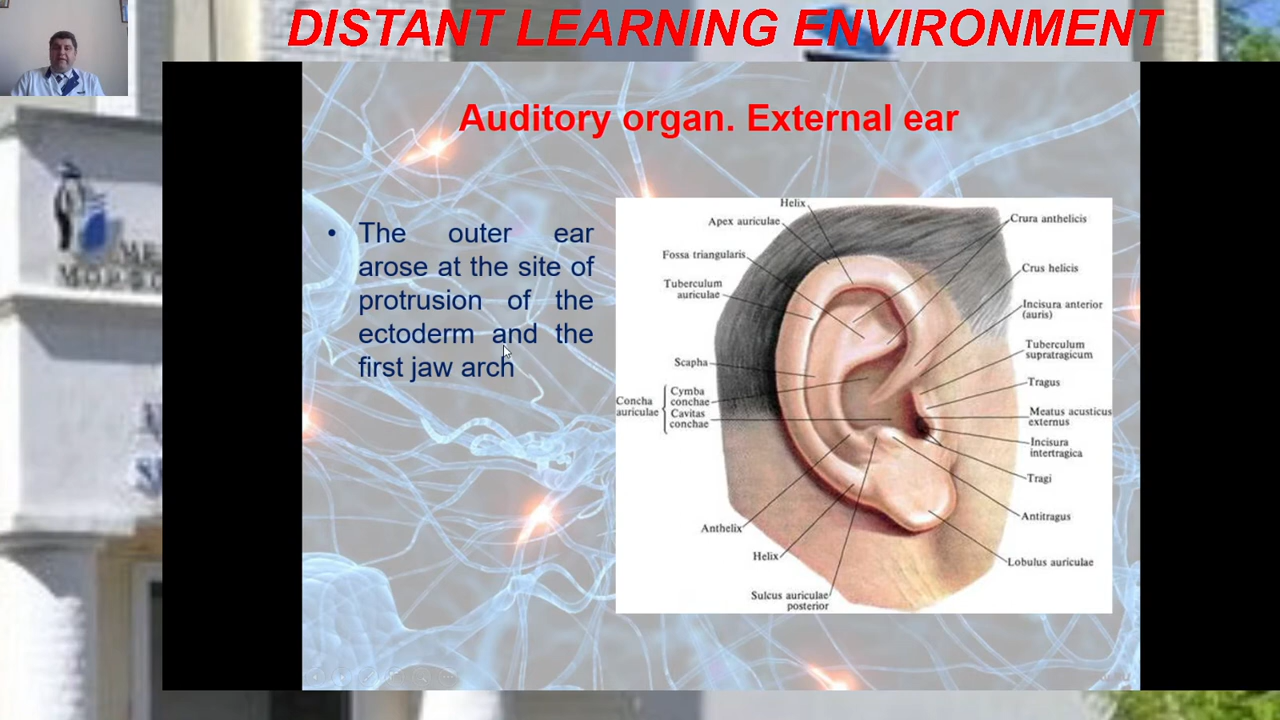 DISTANT LEARNING ENVIRONMENT
Auditory organ. External ear
• The outer ear
arose at the site of
protrusion of the
ectoderm and the
first jaw arch
Helix
Apex auriculae
Fossa triangularis
Tuberculum
auriculae
Scapha
Concha
auriculae
Cymba
conchae
Cavitas
conchae
Anthelix
Helix
Sulcus auriculae
posterior
Crura anthelicis
Crus helicis
Incisura anterior
(auris)
Tuberculum
supratragicum
Tragus
Meatus acusticus
externus
Incisura
intertragica
Tragi
Antitragus
Lobulus auriculae